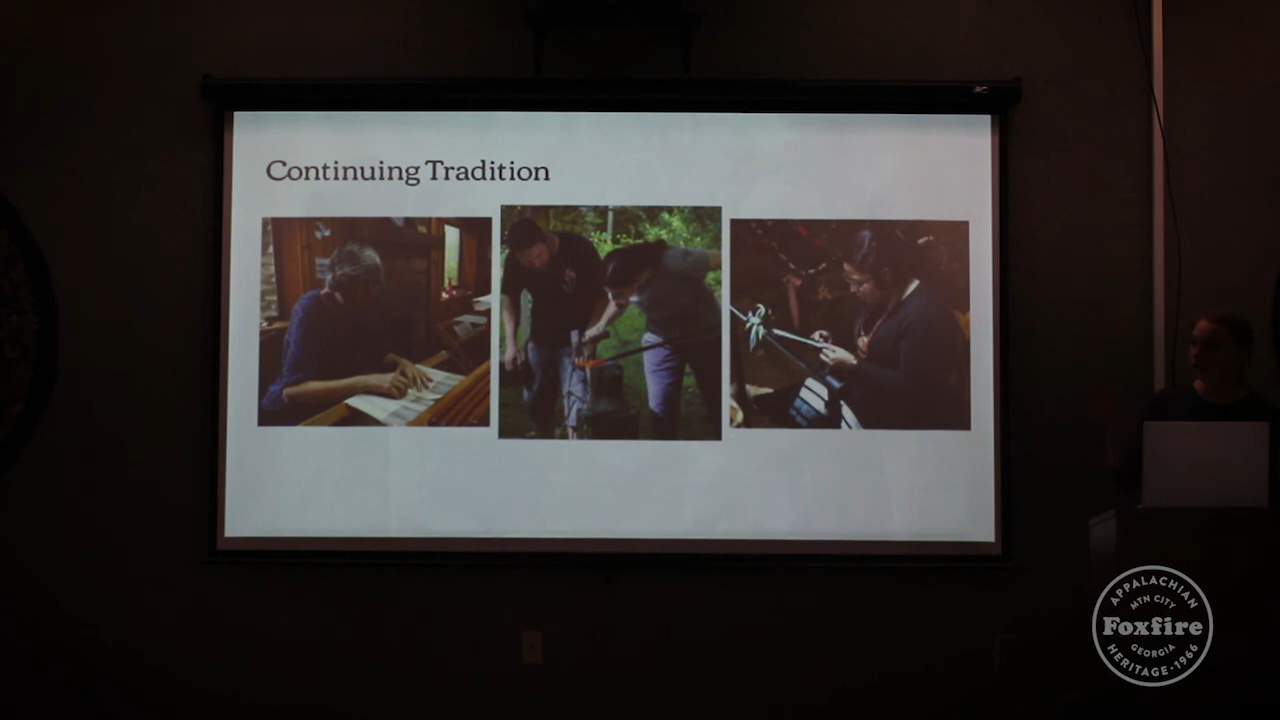 Continuing Tradition
APPALACHIAN
MTN CITY
Foxfire
GEORGIA
HERITAGE · 1966